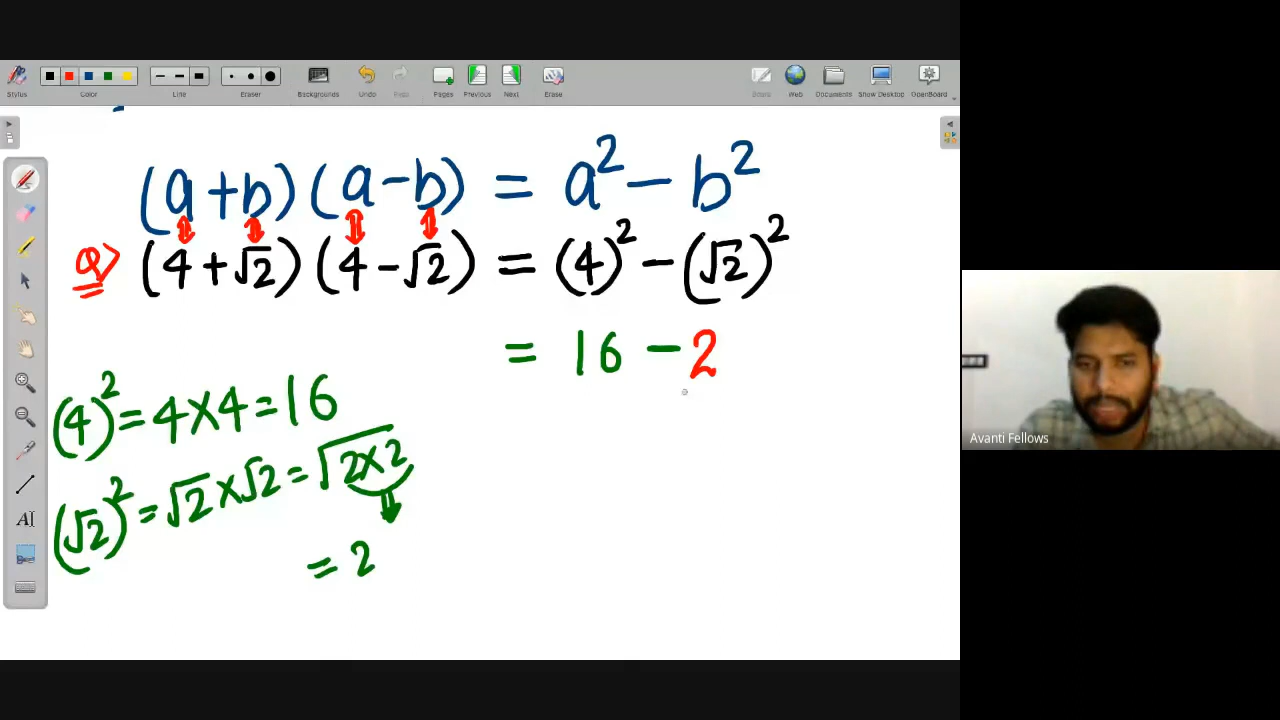 Stylus Color Line Eraser Backgrounds Undo Redo Pages Previous Next Erase Board Web Documents Show Desktop OpenBoard
(a+b)(a-b) = a² - b²
Q> (4+√2)(4-√2) = (4)² - (√2)²
= 16 - 2
(4)² = 4×4 = 16
(√2)² = √2×√2 = √2×2
= 2
Avanti Fellows